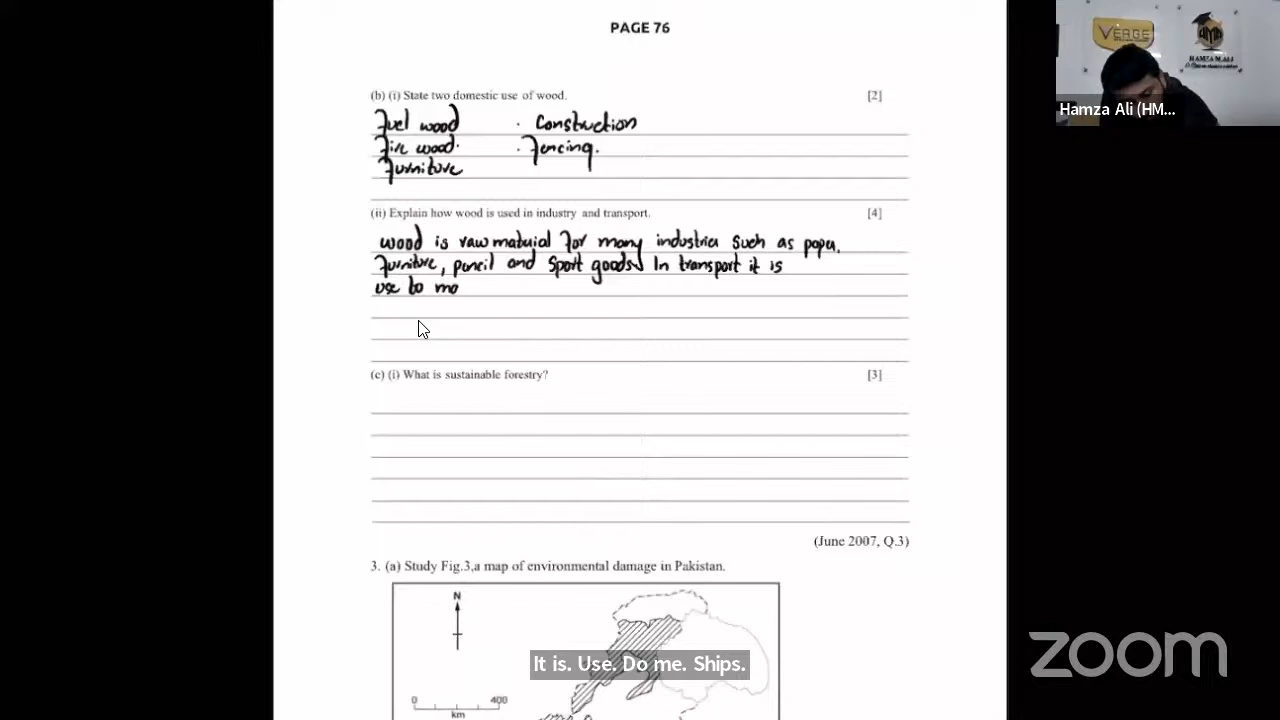 PAGE 76
(b) (i) State two domestic use of wood. [2]
Fuel wood · Construction
Fire wood. · Fencing.
Furniture
(ii) Explain how wood is used in industry and transport. [4]
wood is raw material for many industries such as paper.
Furniture, pencil and Sport goods. In transport it is
use to ma
(c) (i) What is sustainable forestry? [3]
(June 2007, Q.3)
3. (a) Study Fig.3,a map of environmental damage in Pakistan.
N
0 400
km
It is. Use. Do me. Ships.
VERGE
HMA
HAMZA M.ALI
Hamza Ali (HM...
zoom